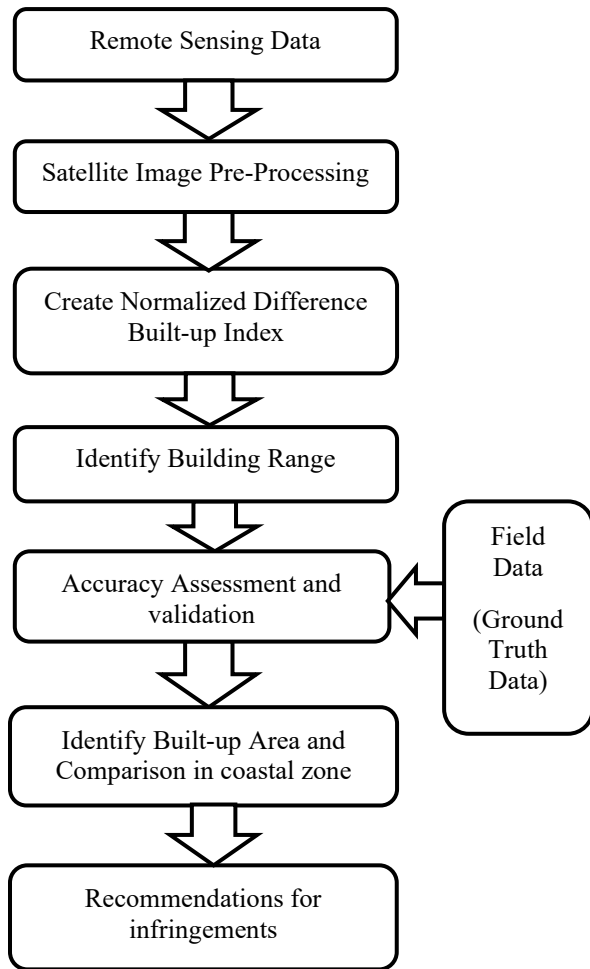 Remote Sensing Data
Satellite Image Pre-Processing
Create Normalized Difference
Built-up Index
Identify Building Range
Accuracy Assessment and
validation
Field
Data
(Ground
Truth
Data)
Identify Built-up Area and
Comparison in coastal zone
Recommendations for
infringements